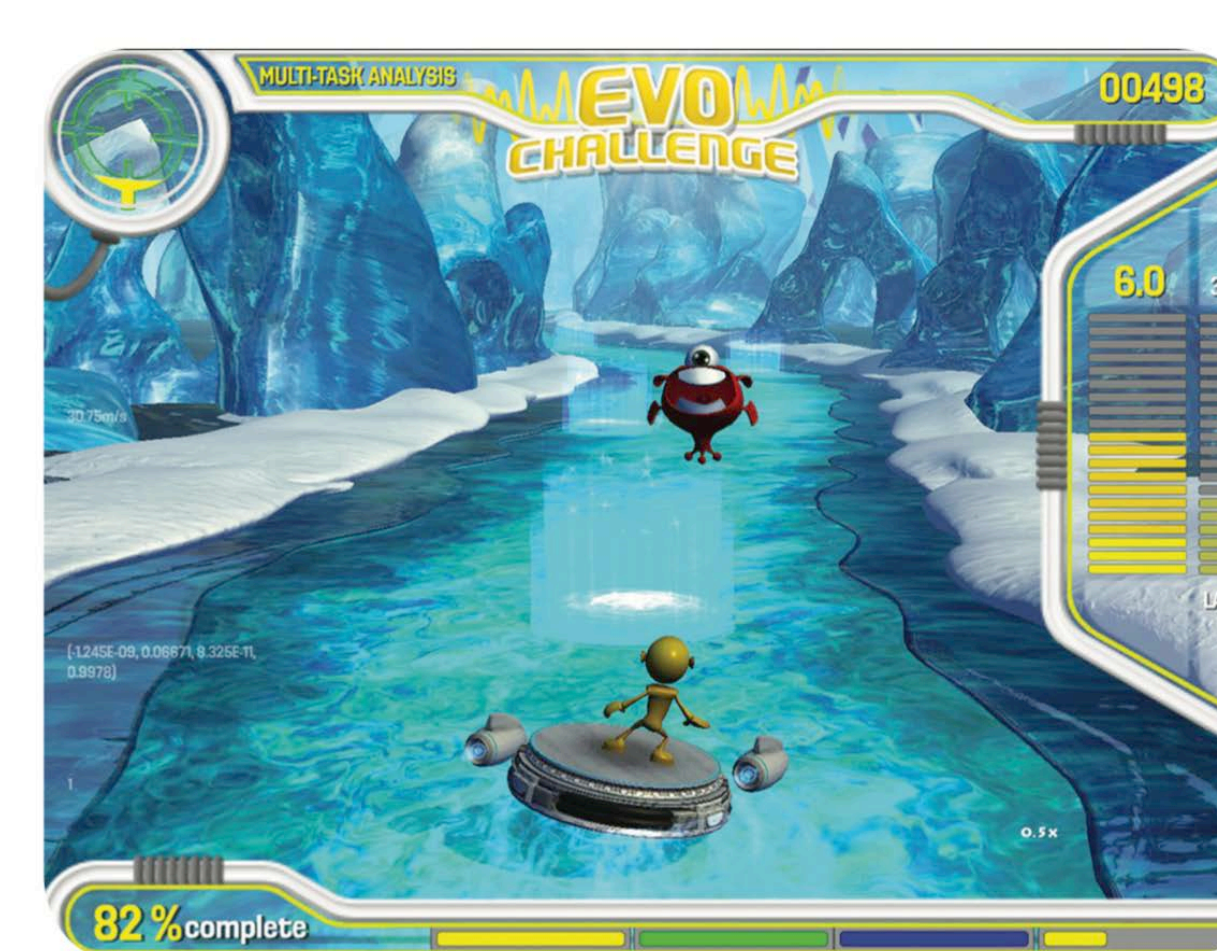 MULTI-TASK ANALYSIS
EVO
CHALLENGE
00498
6.0
30.75m/s
(-1.245E-09, 0.06671, 8.325E-11,
0.9978)
1
0.5x
82 % complete